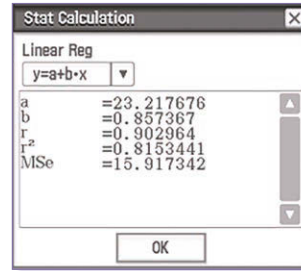 Stat Calculation
Linear Reg
y=a+b•x
a =23.217676
b =0.857367
r =0.902964
r² =0.8153441
MSe =15.917342
OK